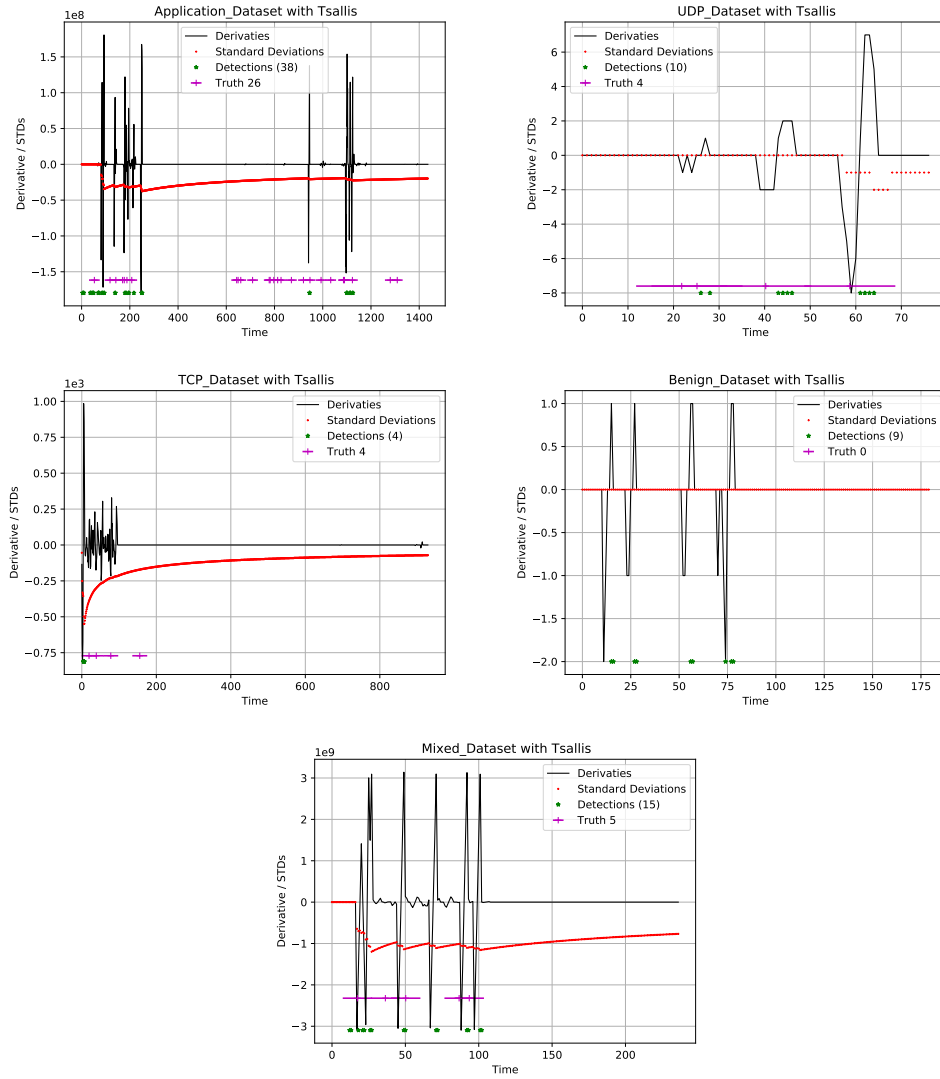 Application_Dataset with Tsallis
1e8
Derivaties
Standard Deviations
Detections (38)
Truth 26
1.5
1.0
0.5
0.0
−0.5
−1.0
−1.5
Derivative / STDs
0 200 400 600 800 1000 1200 1400
Time
UDP_Dataset with Tsallis
Derivaties
Standard Deviations
Detections (10)
Truth 4
6
4
2
0
−2
−4
−6
−8
Derivative / STDs
0 10 20 30 40 50 60 70
Time
TCP_Dataset with Tsallis
1e3
Derivaties
Standard Deviations
Detections (4)
Truth 4
1.00
0.75
0.50
0.25
0.00
−0.25
−0.50
−0.75
Derivative / STDs
0 200 400 600 800
Time
Benign_Dataset with Tsallis
Derivaties
Standard Deviations
Detections (9)
Truth 0
1.0
0.5
0.0
−0.5
−1.0
−1.5
−2.0
Derivative / STDs
0 25 50 75 100 125 150 175
Time
Mixed_Dataset with Tsallis
1e9
Derivaties
Standard Deviations
Detections (15)
Truth 5
3
2
1
0
−1
−2
−3
Derivative / STDs
0 50 100 150 200
Time